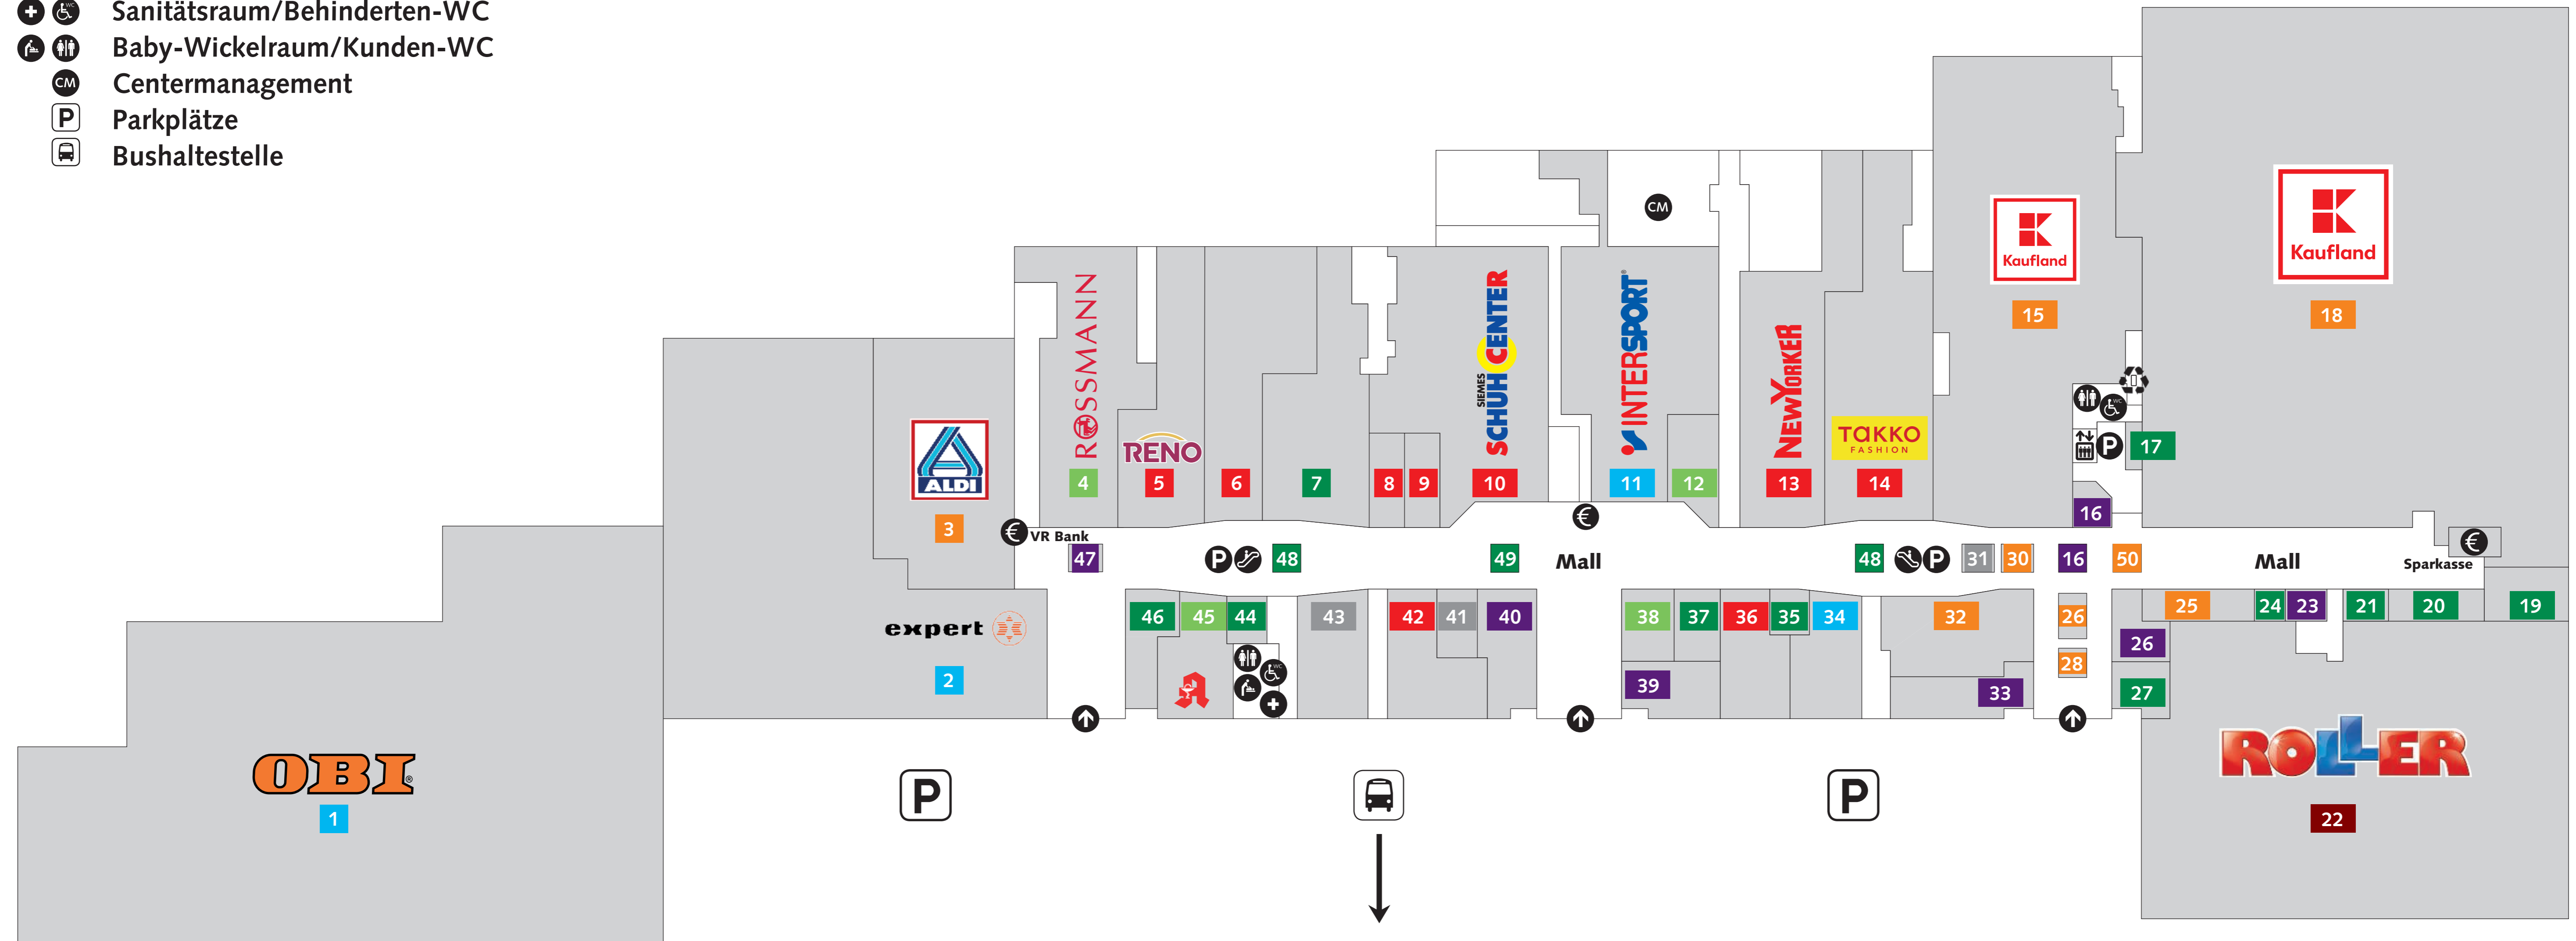 Sanitätsraum/Behinderten-WC
Baby-Wickelraum/Kunden-WC
CM Centermanagement
P Parkplätze
Bushaltestelle
CM
Kaufland
15
Kaufland
18
ROSSMANN
4
RENO
5
6
7
8
9
SIEMES
SCHUHCENTER
10
INTERSPORT
11
12
NEWYORKER
13
TAKKO
FASHION
14
WC
P
17
16
ALDI
3
€ VR Bank
€
47
P
48
49
Mall
48
P
31
30
16
50
Mall
Sparkasse
€
expert
2
46
45
44
43
42
41
40
38
37
36
35
34
32
26
25
24
23
21
20
19
WC
A
39
33
28
26
27
OBI
1
P
P
ROLLER
22